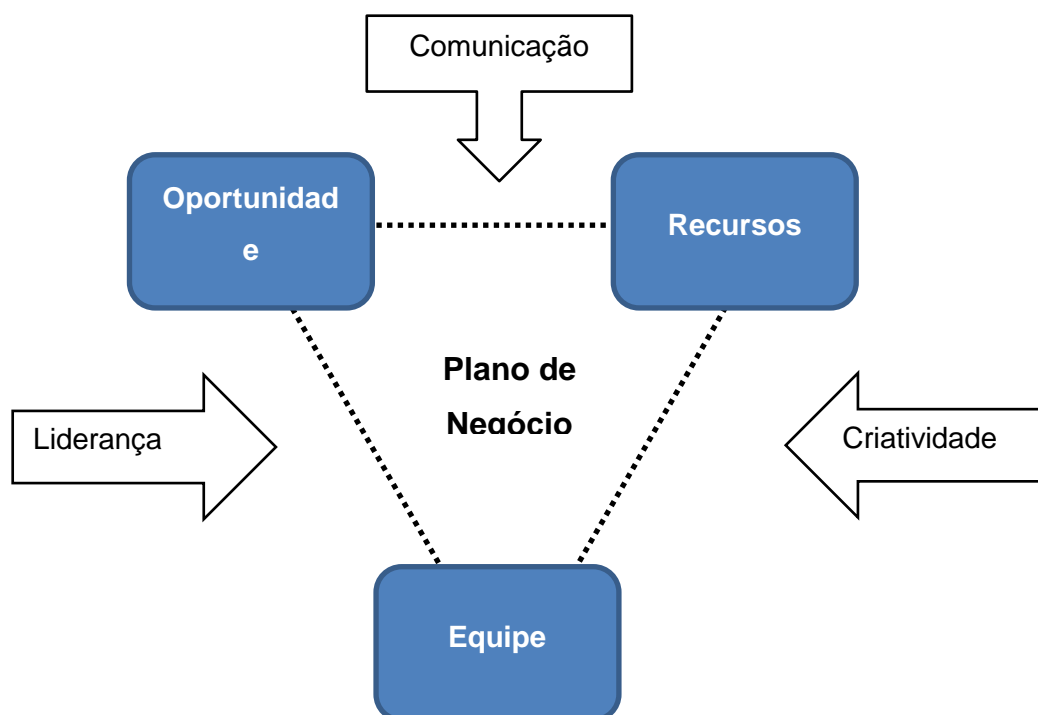 Comunicação
Oportunidad
e
Recursos
Plano de
Negócio
Liderança
Criatividade
Equipe